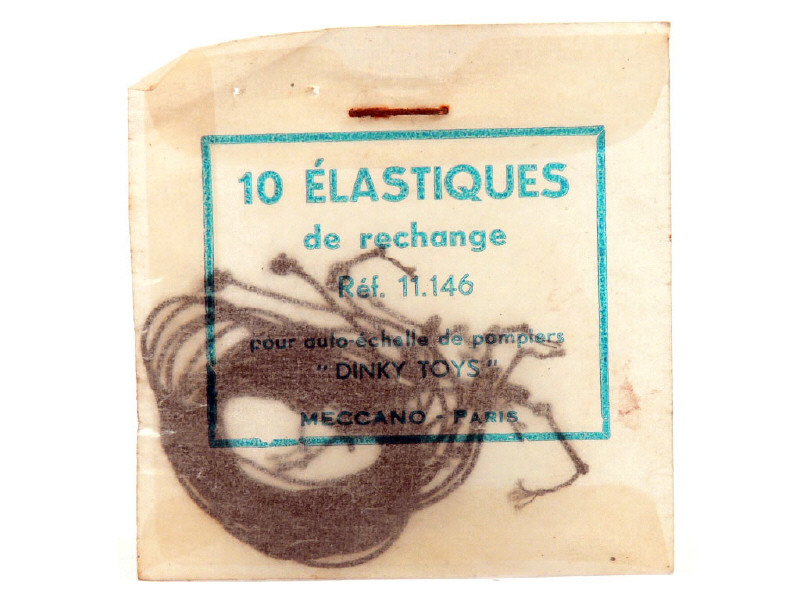 10 ÉLASTIQUES
de rechange
Réf. 11.146
pour auto-échelle de pompiers
"DINKY TOYS"
MECCANO - PARIS